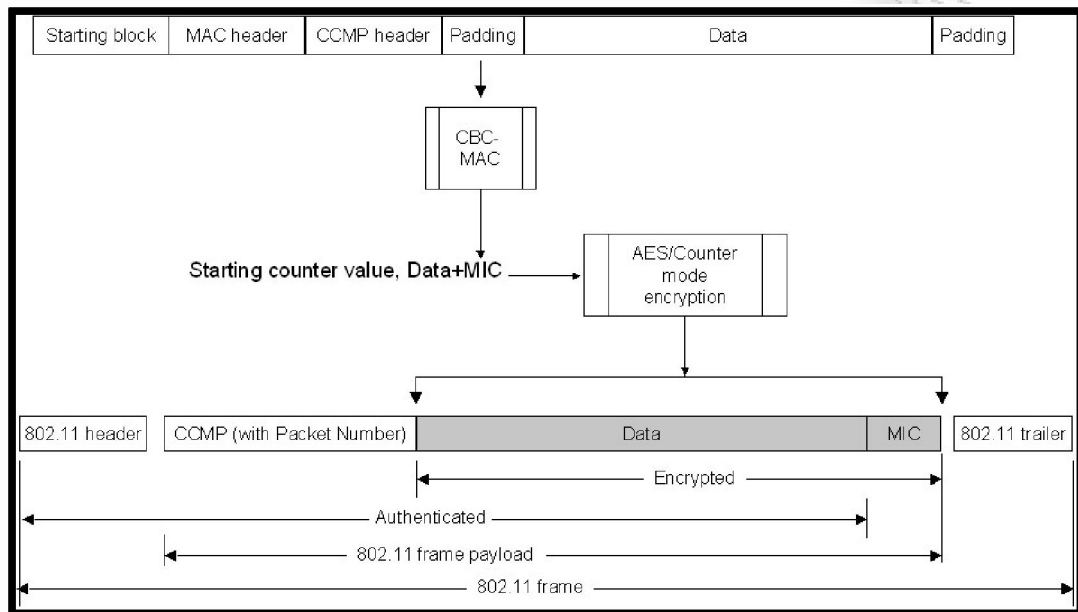 Starting block MAC header CCMP header Padding Data Padding
CBC-
MAC
Starting counter value, Data+MIC
AES/Counter
mode
encryption
802.11 header CCMP (with Packet Number) Data MIC 802.11 trailer
Encrypted
Authenticated
802.11 frame payload
802.11 frame